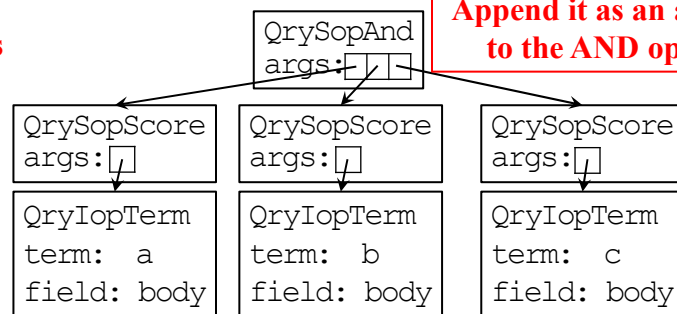 s
Append it as an a
to the AND op
QrySopAnd
args:
QrySopScore
args:
QrySopScore
args:
QrySopScore
args:
QryIopTerm
term: a
field: body
QryIopTerm
term: b
field: body
QryIopTerm
term: c
field: body